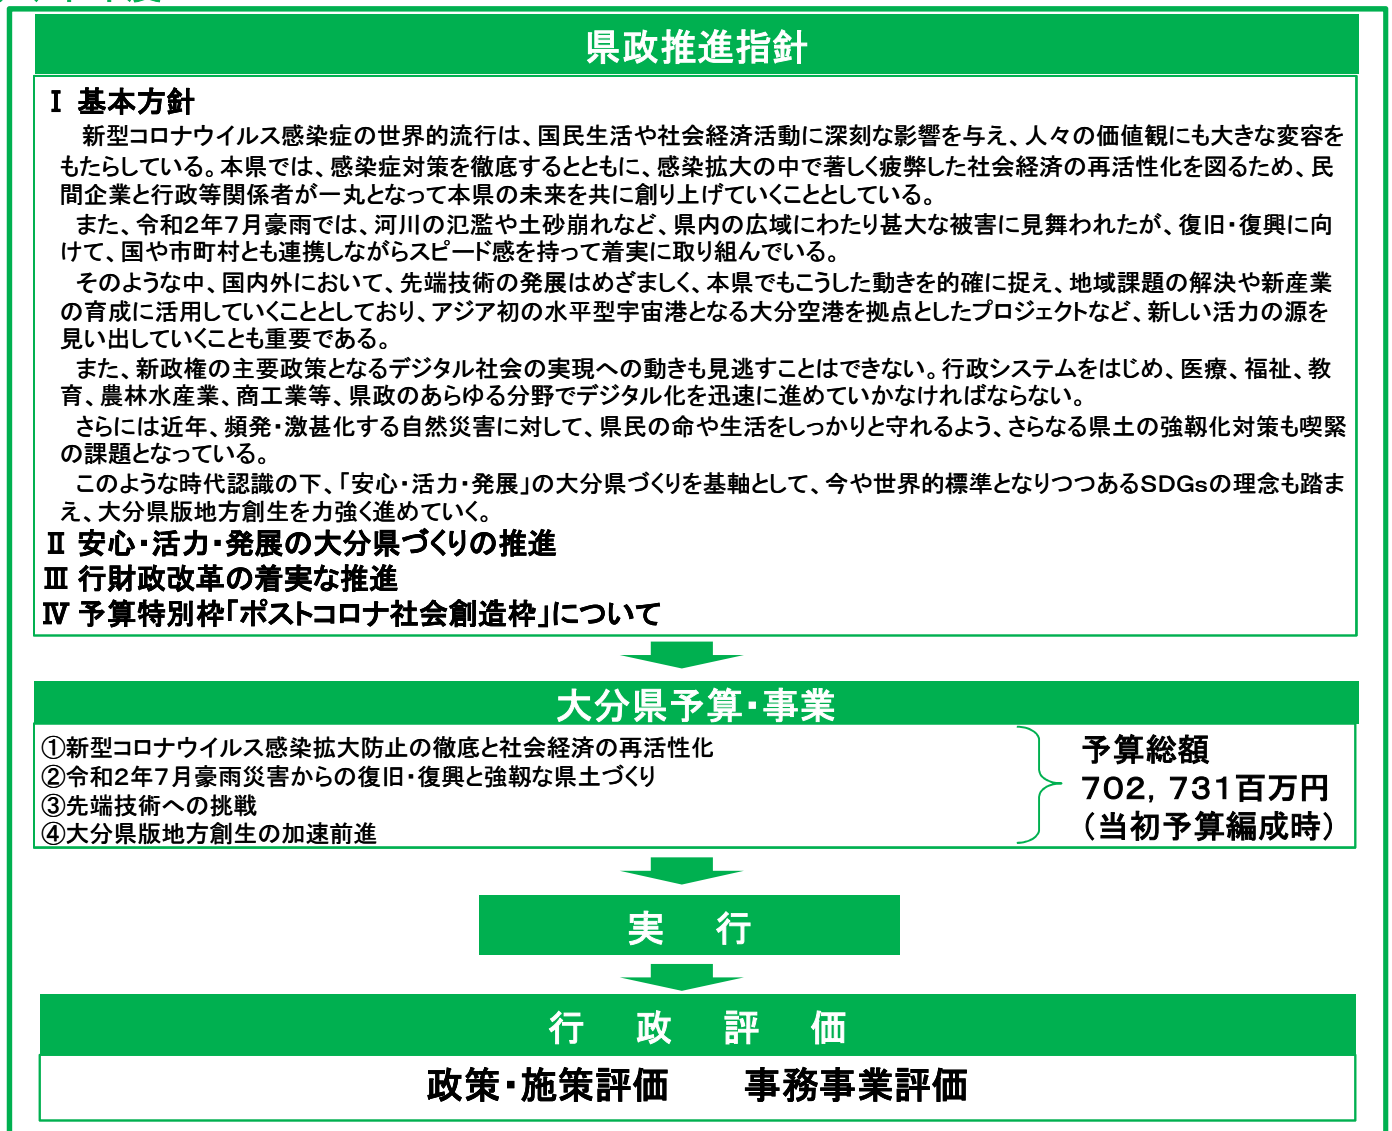 県政推進指針
Ⅰ 基本方針
新型コロナウイルス感染症の世界的流行は、国民生活や社会経済活動に深刻な影響を与え、人々の価値観にも大きな変容を
もたらしている。本県では、感染症対策を徹底するとともに、感染拡大の中で著しく疲弊した社会経済の再活性化を図るため、民
間企業と行政等関係者が一丸となって本県の未来を共に創り上げていくこととしている。
また、令和2年7月豪雨では、河川の氾濫や土砂崩れなど、県内の広域にわたり甚大な被害に見舞われたが、復旧・復興に向
けて、国や市町村とも連携しながらスピード感を持って着実に取り組んでいる。
そのような中、国内外において、先端技術の発展はめざましく、本県でもこうした動きを的確に捉え、地域課題の解決や新産業
の育成に活用していくこととしており、アジア初の水平型宇宙港となる大分空港を拠点としたプロジェクトなど、新しい活力の源を
見い出していくことも重要である。
また、新政権の主要政策となるデジタル社会の実現への動きも見逃すことはできない。行政システムをはじめ、医療、福祉、教
育、農林水産業、商工業等、県政のあらゆる分野でデジタル化を迅速に進めていかなければならない。
さらには近年、頻発・激甚化する自然災害に対して、県民の命や生活をしっかりと守れるよう、さらなる県土の強靱化対策も喫緊
の課題となっている。
このような時代認識の下、「安心・活力・発展」の大分県づくりを基軸として、今や世界的標準となりつつあるSDGsの理念も踏ま
え、大分県版地方創生を力強く進めていく。
Ⅱ 安心・活力・発展の大分県づくりの推進
Ⅲ 行財政改革の着実な推進
Ⅳ 予算特別枠「ポストコロナ社会創造枠」について
大分県予算・事業
①新型コロナウイルス感染拡大防止の徹底と社会経済の再活性化
②令和2年7月豪雨災害からの復旧・復興と強靱な県土づくり
③先端技術への挑戦
④大分県版地方創生の加速前進
予算総額
702,731百万円
（当初予算編成時）
実 行
行 政 評 価
政策・施策評価 事務事業評価